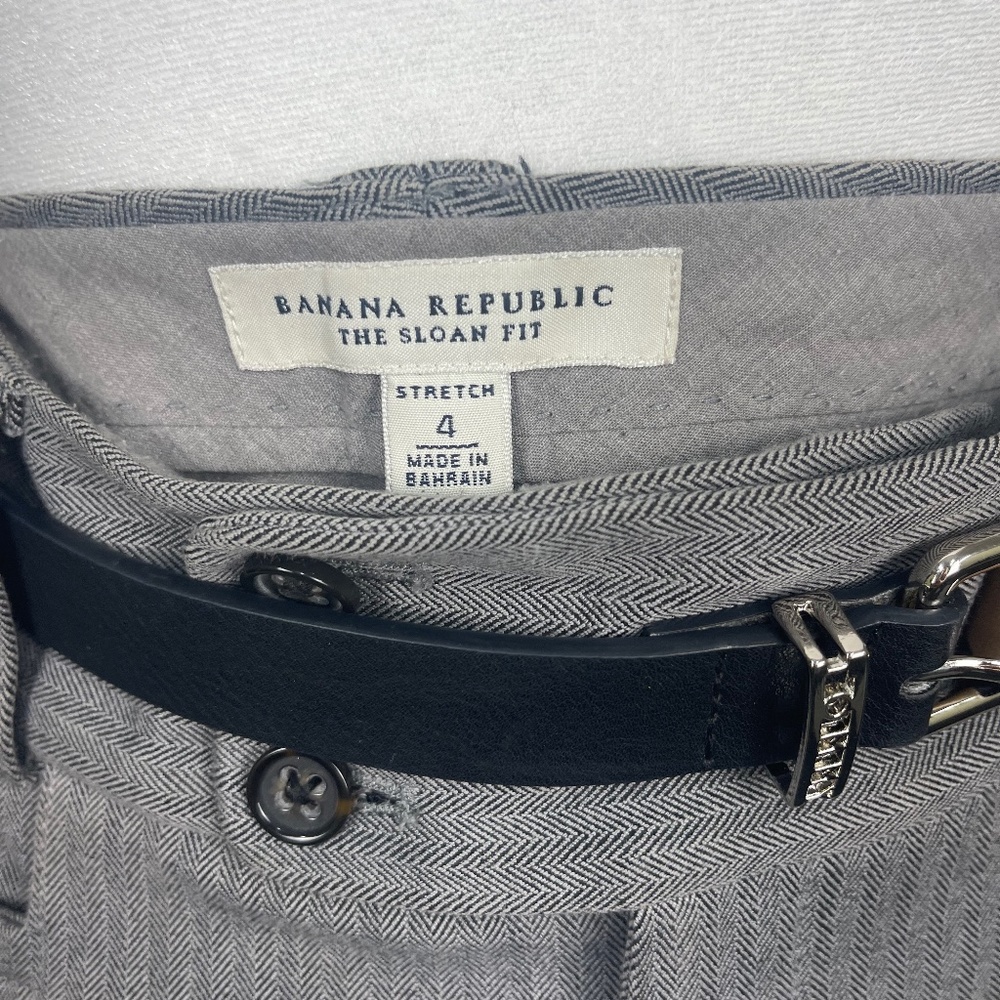 BANANA REPUBLIC
THE SLOAN FIT
STRETCH
4
MADE IN
BAHRAIN